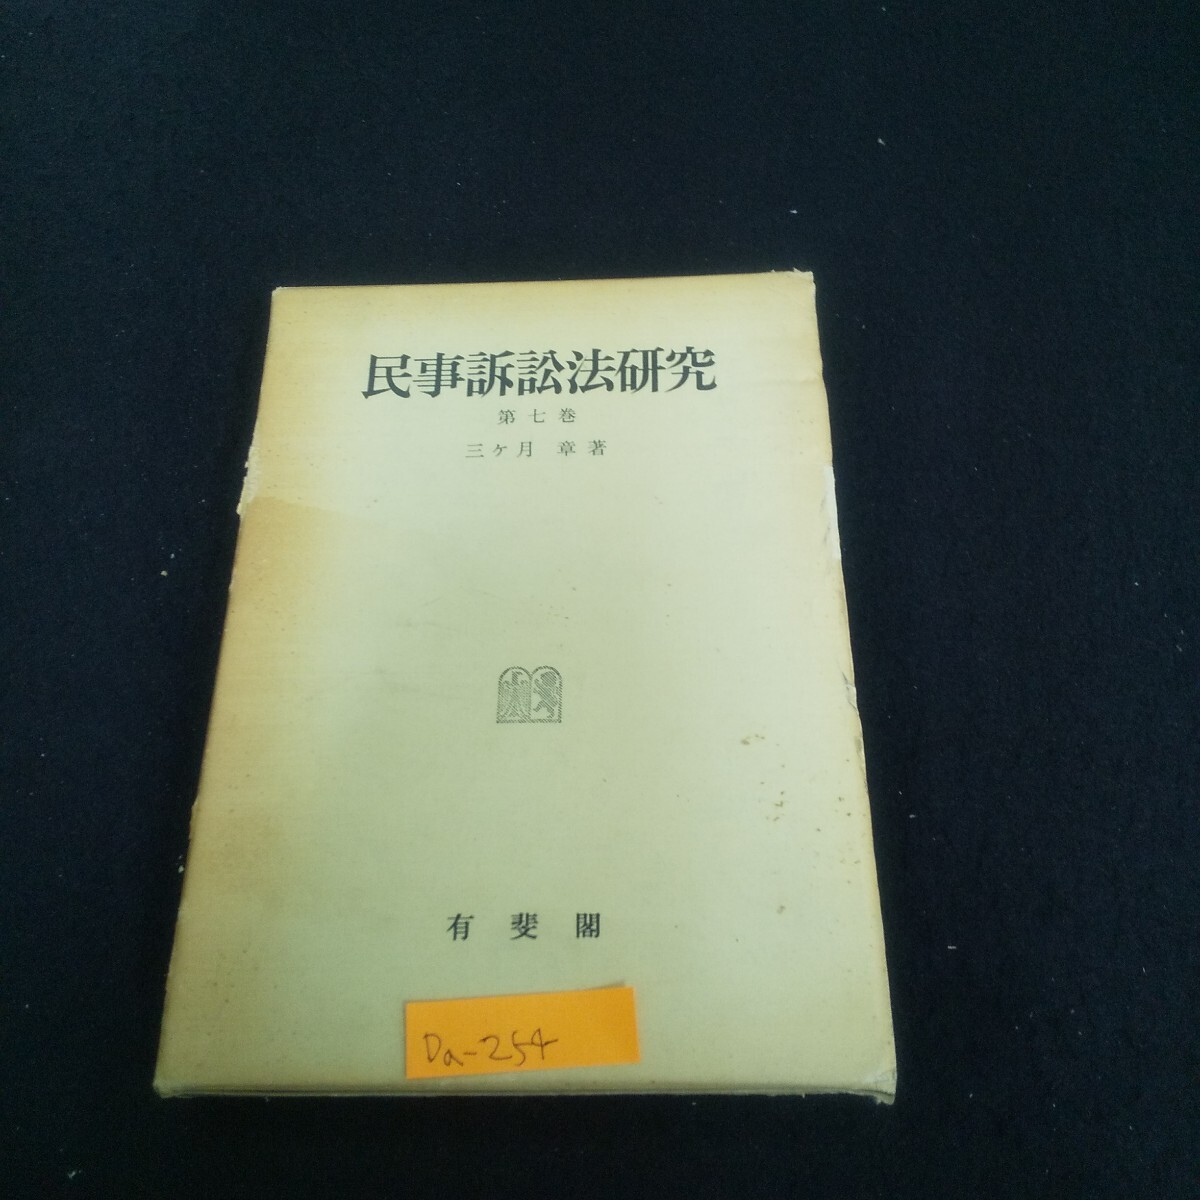 民事訴訟法研究
第七巻
三ケ月 章著
有斐閣
Da-254